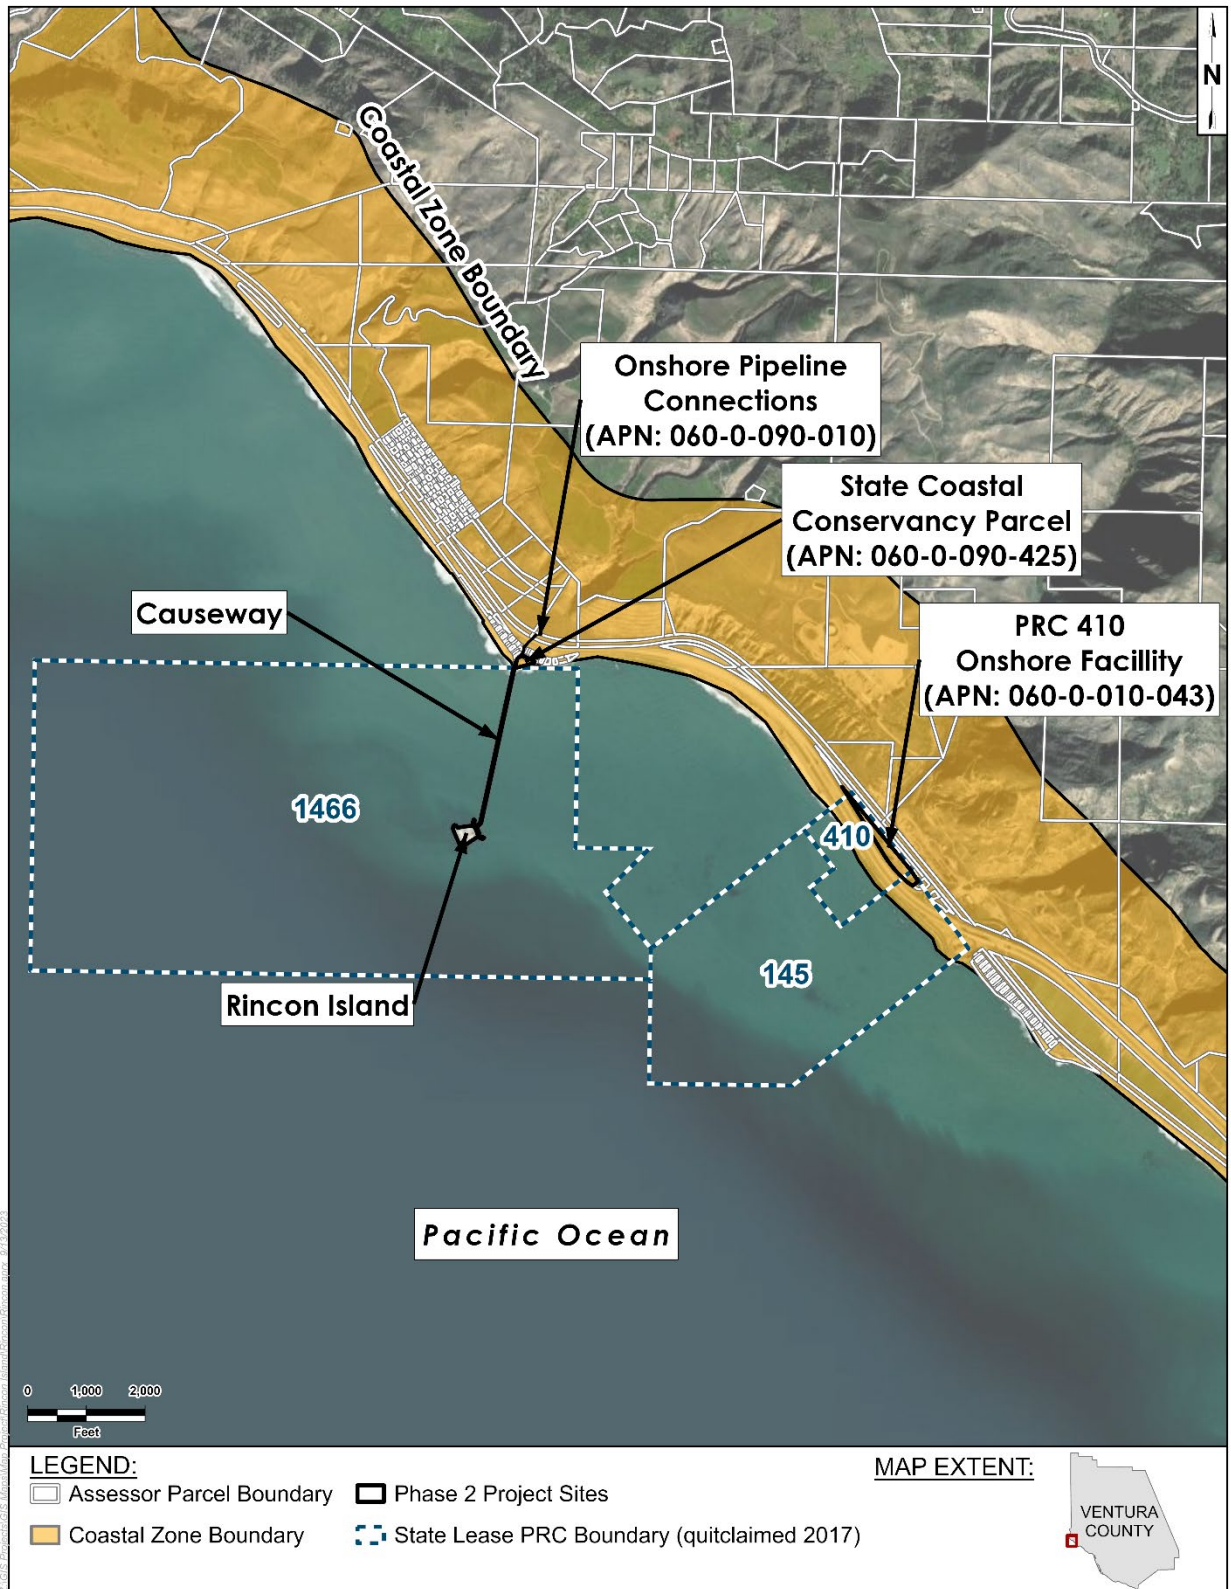 N
Coastal Zone Boundary
Onshore Pipeline
Connections
(APN: 060-0-090-010)
State Coastal
Conservancy Parcel
(APN: 060-0-090-425)
Causeway
PRC 410
Onshore Facillity
(APN: 060-0-010-043)
1466
410
145
Rincon Island
Pacific Ocean
0 1,000 2,000
Feet
LEGEND:
Assessor Parcel Boundary
Phase 2 Project Sites
Coastal Zone Boundary
State Lease PRC Boundary (quitclaimed 2017)
MAP EXTENT:
VENTURA
COUNTY